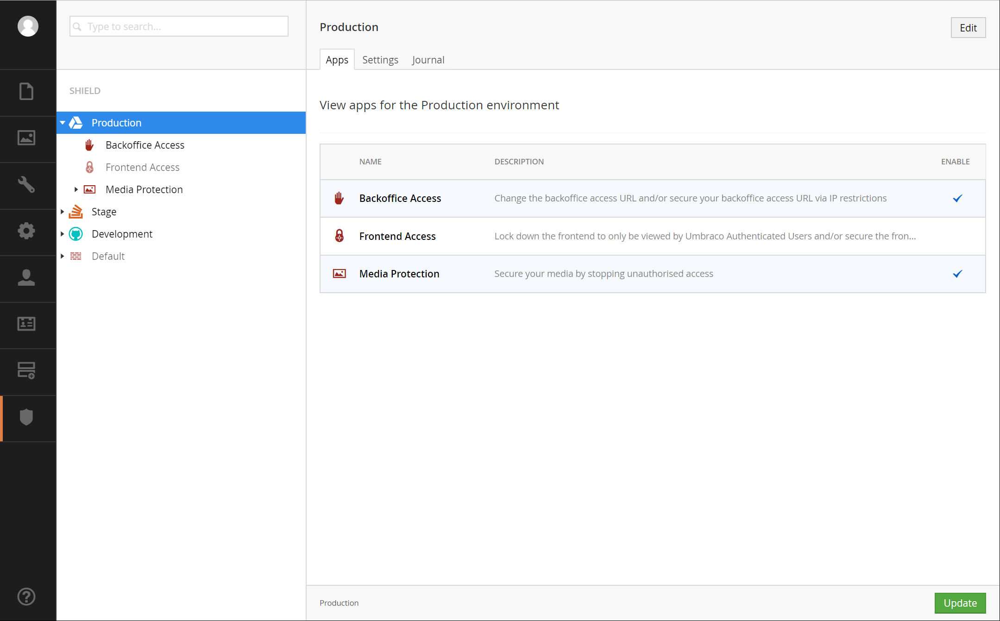 Type to search...
Production
Edit
Apps
Settings
Journal
SHIELD
Production
Backoffice Access
Frontend Access
Media Protection
Stage
Development
Default
View apps for the Production environment
NAME DESCRIPTION ENABLE
Backoffice Access Change the backoffice access URL and/or secure your backoffice access URL via IP restrictions
Frontend Access Lock down the frontend to only be viewed by Umbraco Authenticated Users and/or secure the fron...
Media Protection Secure your media by stopping unauthorised access
Production
Update